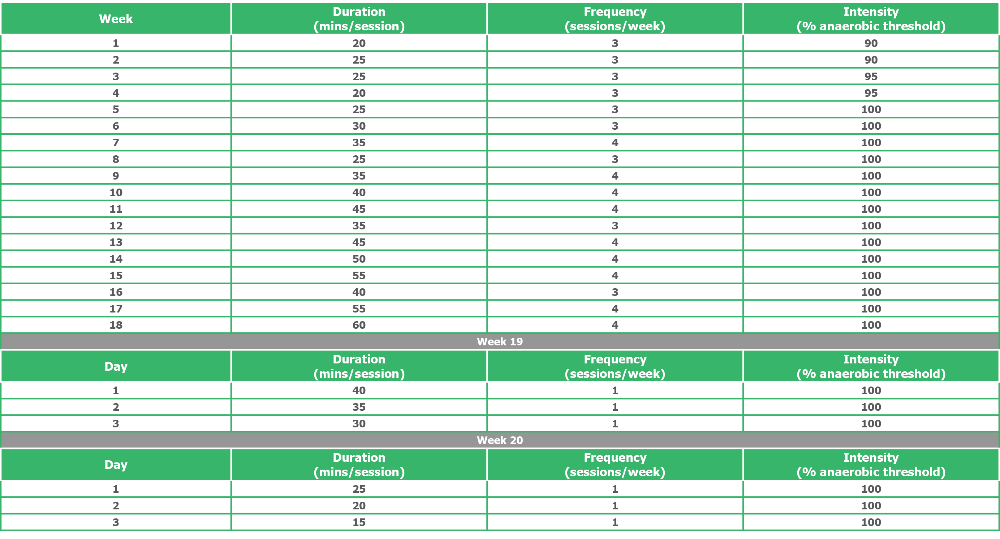 Week Duration (mins/session) Frequency (sessions/week) Intensity (% anaerobic threshold)
1 20 3 90
2 25 3 90
3 25 3 95
4 20 3 95
5 25 3 100
6 30 3 100
7 35 4 100
8 25 3 100
9 35 4 100
10 40 4 100
11 45 4 100
12 35 3 100
13 45 4 100
14 50 4 100
15 55 4 100
16 40 3 100
17 55 4 100
18 60 4 100
Week 19
Day Duration (mins/session) Frequency (sessions/week) Intensity (% anaerobic threshold)
1 40 1 100
2 35 1 100
3 30 1 100
Week 20
Day Duration (mins/session) Frequency (sessions/week) Intensity (% anaerobic threshold)
1 25 1 100
2 20 1 100
3 15 1 100